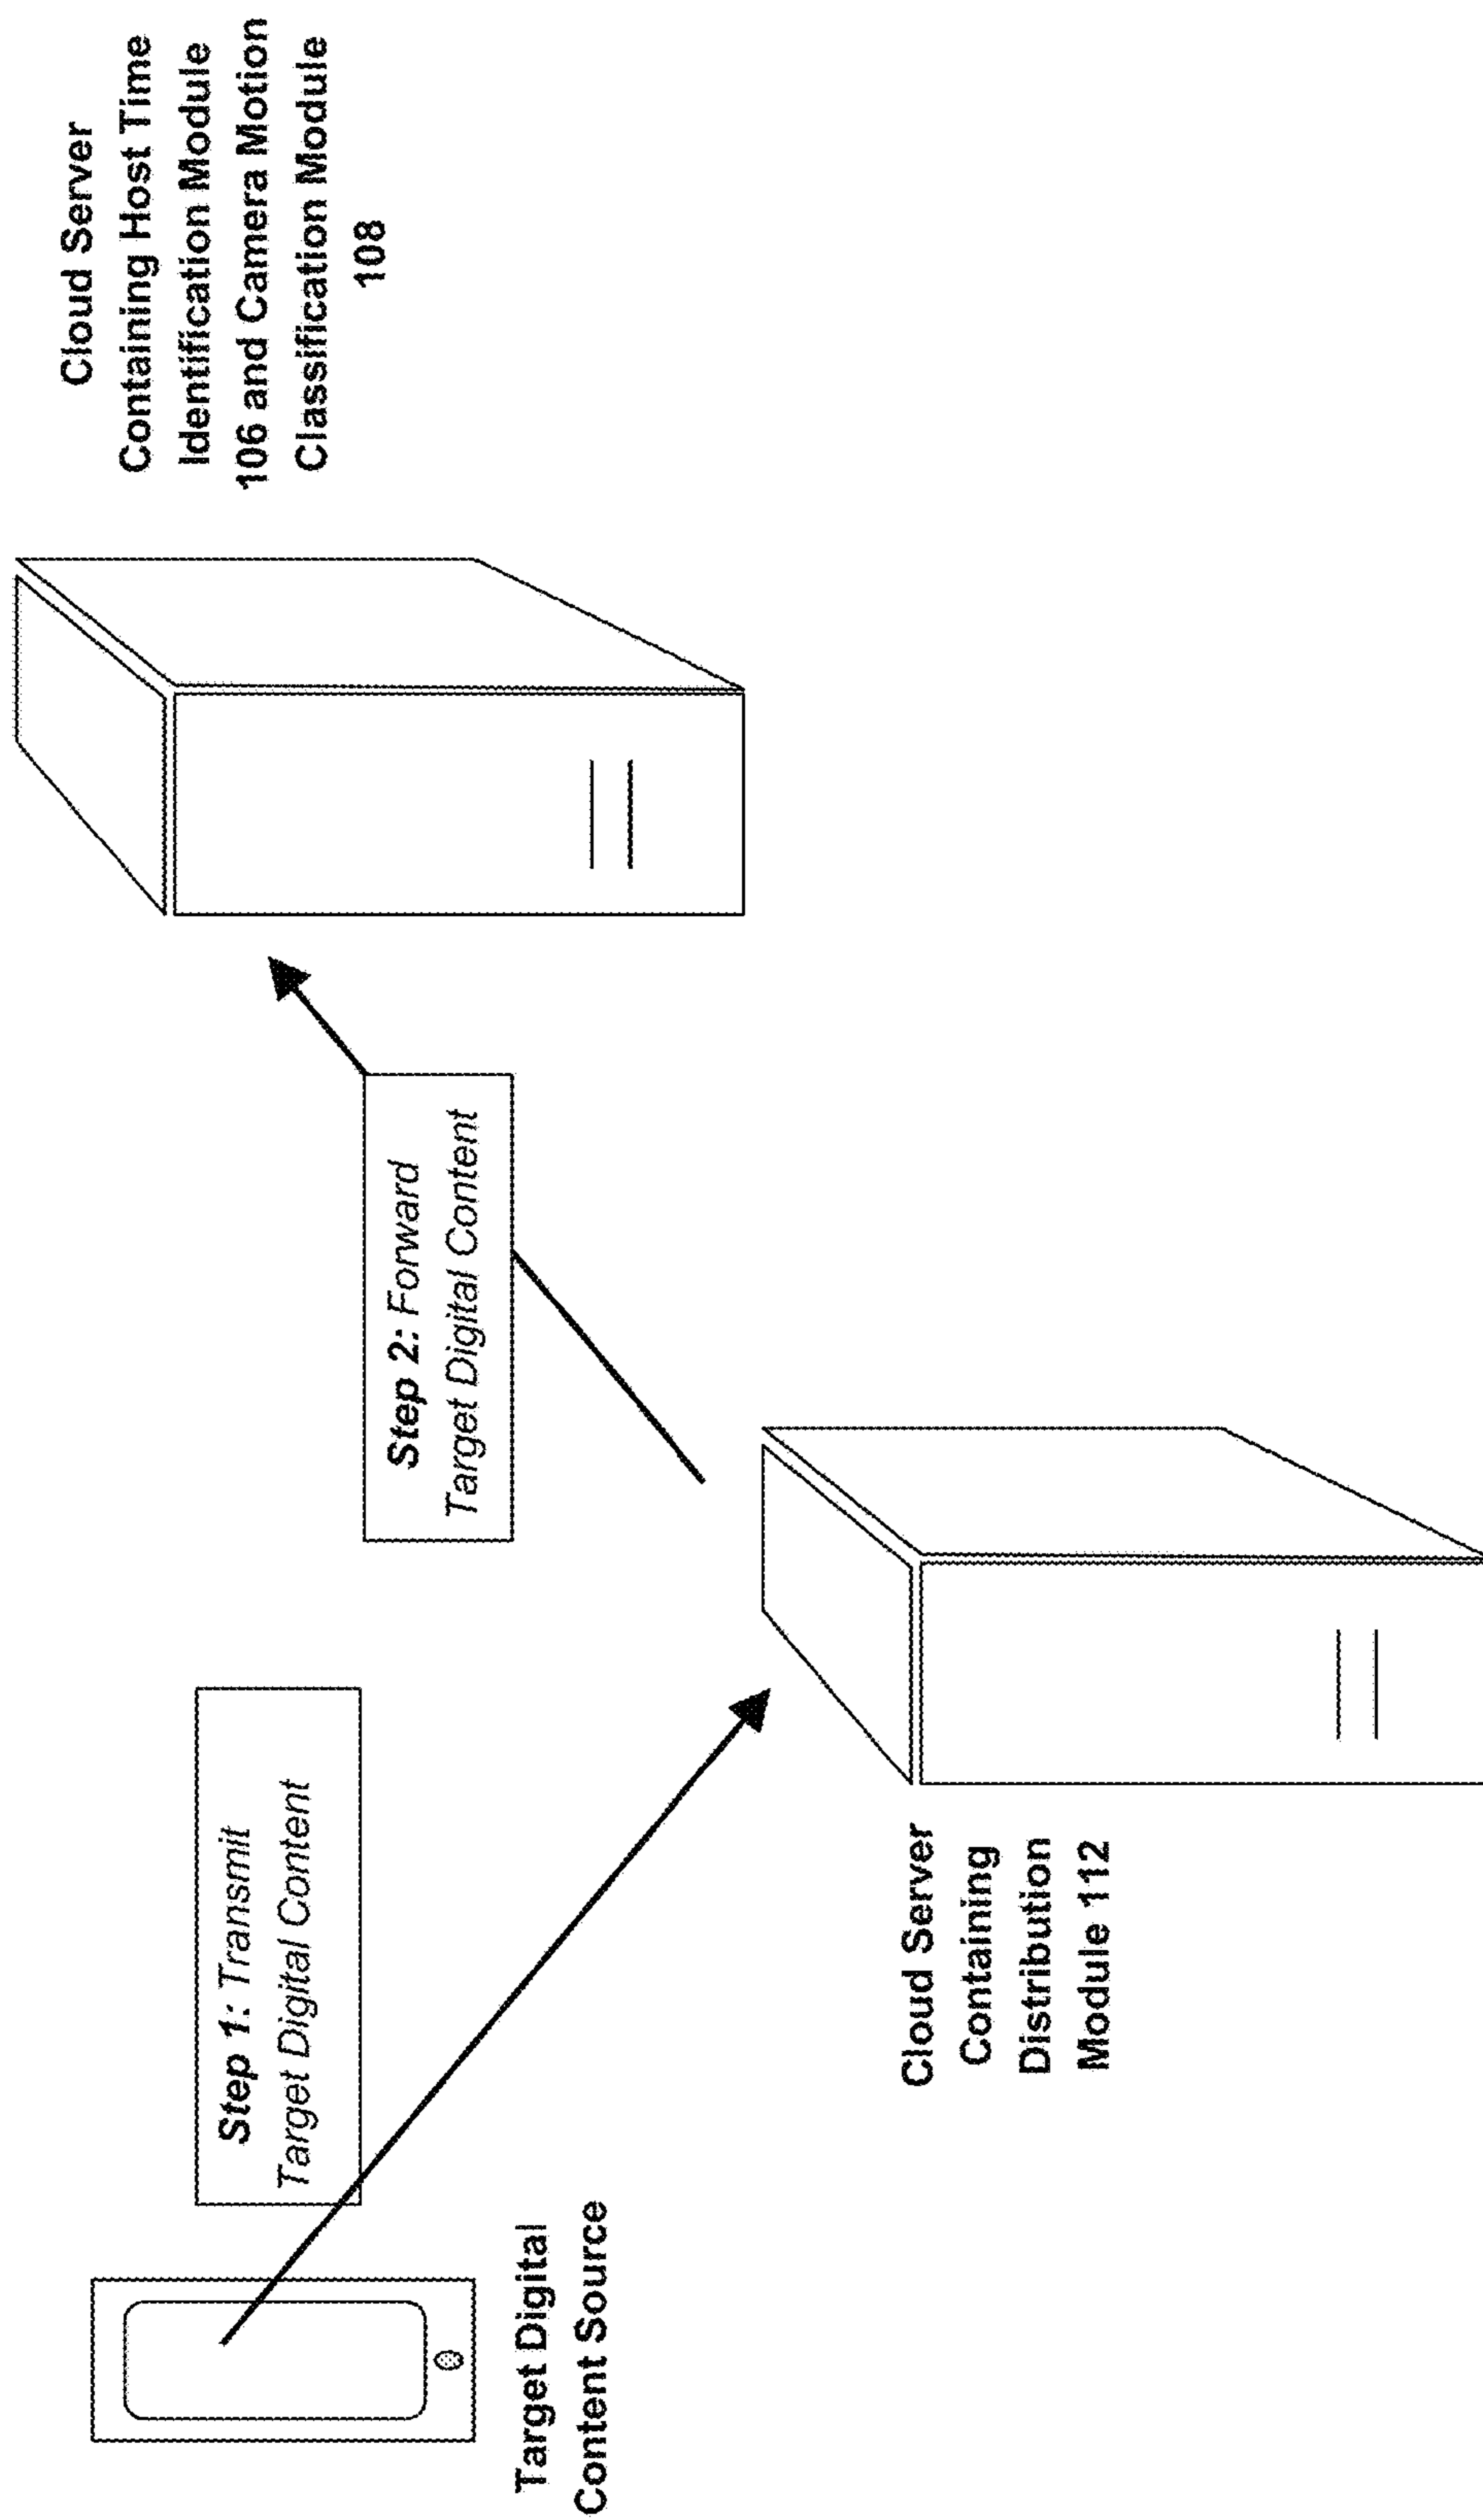 Cloud Server
Containing Host Time
Identification Module
106 and Camera Motion
Classification Module
108
Step 1: Transmit
Target Digital Content
Step 2: Forward
Target Digital Content
Target Digital
Content Source
Cloud Server
Containing
Distribution
Module 112